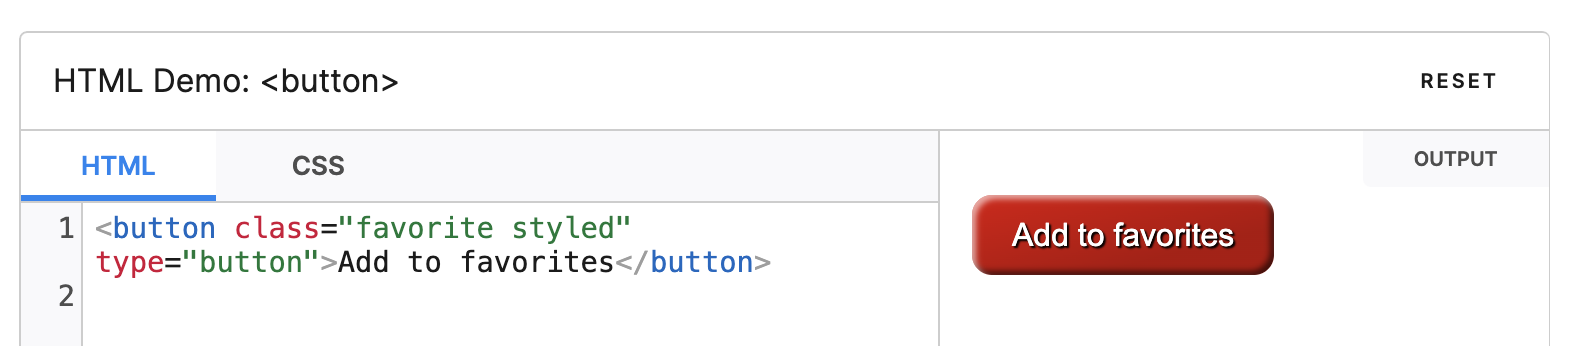 HTML Demo: <button>
RESET
HTML
CSS
OUTPUT
1 <button class="favorite styled"
type="button">Add to favorites</button>
2
Add to favorites